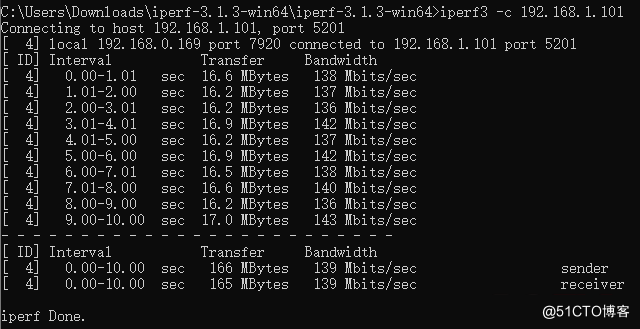 C:\Users\Downloads\iperf-3.1.3-win64\iperf-3.1.3-win64>iperf3 -c 192.168.1.101
Connecting to host 192.168.1.101, port 5201
[  4] local 192.168.0.169 port 7920 connected to 192.168.1.101 port 5201
[ ID] Interval           Transfer     Bandwidth
[  4]   0.00-1.01   sec  16.6 MBytes   138 Mbits/sec
[  4]   1.01-2.00   sec  16.2 MBytes   137 Mbits/sec
[  4]   2.00-3.01   sec  16.2 MBytes   136 Mbits/sec
[  4]   3.01-4.01   sec  16.9 MBytes   142 Mbits/sec
[  4]   4.01-5.00   sec  16.2 MBytes   137 Mbits/sec
[  4]   5.00-6.00   sec  16.9 MBytes   142 Mbits/sec
[  4]   6.00-7.01   sec  16.5 MBytes   138 Mbits/sec
[  4]   7.01-8.00   sec  16.6 MBytes   140 Mbits/sec
[  4]   8.00-9.00   sec  16.2 MBytes   136 Mbits/sec
[  4]   9.00-10.00  sec  17.0 MBytes   143 Mbits/sec
- - - - - - - - - - - - - - - - - - - - - - - - -
[ ID] Interval           Transfer     Bandwidth
[  4]   0.00-10.00  sec   166 MBytes   139 Mbits/sec                  sender
[  4]   0.00-10.00  sec   165 MBytes   139 Mbits/sec                  receiver
iperf Done.
@51CTO博客